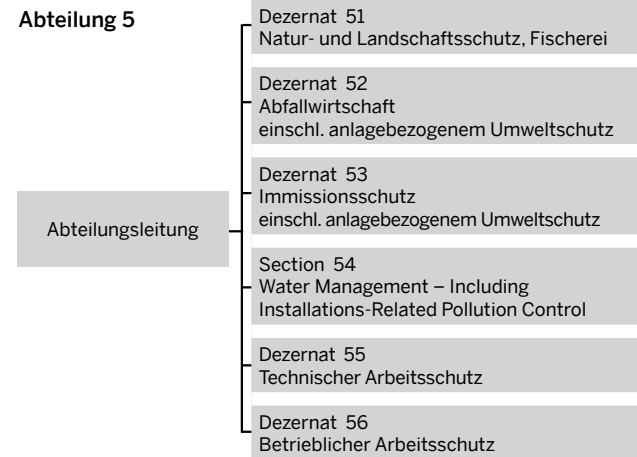 Abteilung 5
Dezernat 51
Natur- und Landschaftsschutz, Fischerei
Dezernat 52
Abfallwirtschaft
einschl. anlagebezogenem Umweltschutz
Dezernat 53
Immissionsschutz
einschl. anlagebezogenem Umweltschutz
Abteilungsleitung
Section 54
Water Management – Including
Installations-Related Pollution Control
Dezernat 55
Technischer Arbeitsschutz
Dezernat 56
Betrieblicher Arbeitsschutz